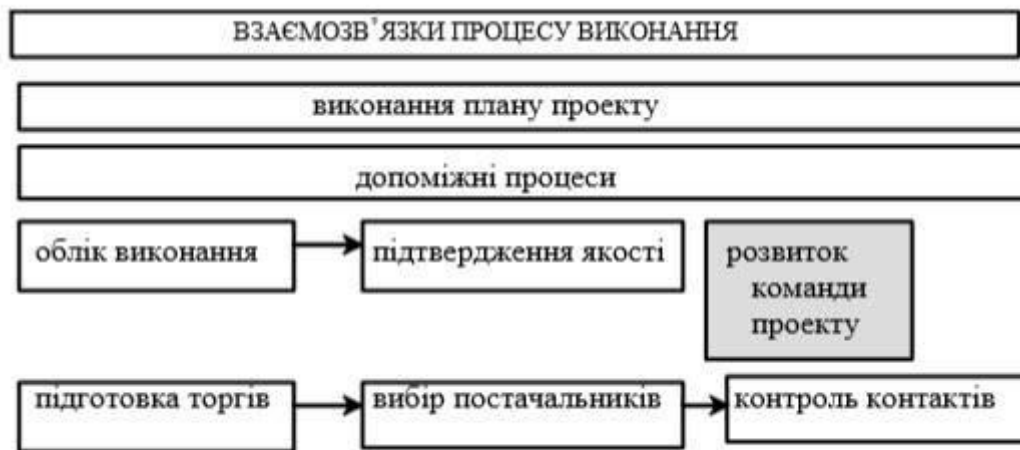 ВЗАЄМОЗВ᾽ЯЗКИ ПРОЦЕСУ ВИКОНАННЯ
виконання плану проекту
допоміжні процеси
облік виконання
підтвердження якості
розвиток
команди
проекту
підготовка торгів
вибір постачальників
контроль контактів